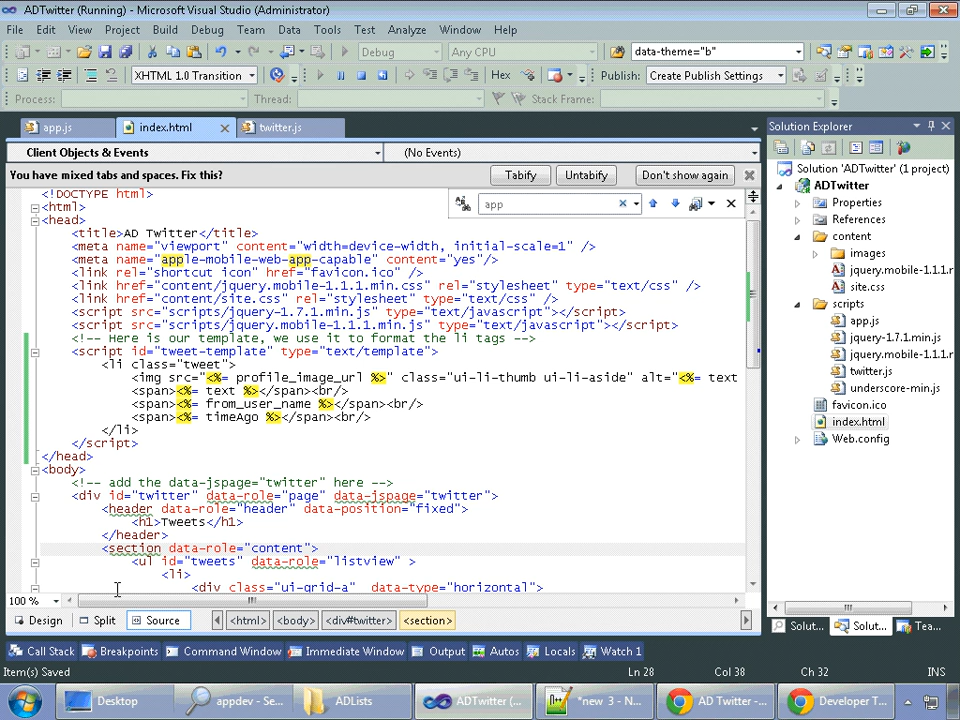 ADTwitter (Running) - Microsoft Visual Studio (Administrator)
File Edit View Project Build Debug Team Data Tools Test Analyze Window Help
Debug Any CPU data-theme="b"
XHTML 1.0 Transition Hex Publish: Create Publish Settings
Process: Thread: Stack Frame:
app.js index.html twitter.js
Client Objects & Events (No Events)
You have mixed tabs and spaces. Fix this? Tabify Untabify Don't show again
app
<!DOCTYPE html>
<html>
<head>
<title>AD Twitter</title>
<meta name="viewport" content="width=device-width, initial-scale=1" />
<meta name="apple-mobile-web-app-capable" content="yes"/>
<link rel="shortcut icon" href="favicon.ico" />
<link href="content/jquery.mobile-1.1.1.min.css" rel="stylesheet" type="text/css" />
<link href="content/site.css" rel="stylesheet" type="text/css" />
<script src="scripts/jquery-1.7.1.min.js" type="text/javascript"></script>
<script src="scripts/jquery.mobile-1.1.1.min.js" type="text/javascript"></script>
<!-- Here is our template, we use it to format the li tags -->
<script id="tweet-template" type="text/template">
<li class="tweet">
<img src="<%= profile_image_url %>" class="ui-li-thumb ui-li-aside" alt="<%= text
<span><%= text %></span><br/>
<span><%= from_user_name %></span><br/>
<span><%= timeAgo %></span><br/>
</li>
</script>
</head>
<body>
<!-- add the data-jspage="twitter" here -->
<div id="twitter" data-role="page" data-jspage="twitter">
<header data-role="header" data-position="fixed">
<h1>Tweets</h1>
</header>
<section data-role="content">
<ul id="tweets" data-role="listview" >
<li>
<div class="ui-grid-a" data-type="horizontal">
100 %
Design Split Source <html> <body> <div#twitter> <section>
Solution Explorer
Solution 'ADTwitter' (1 project)
ADTwitter
Properties
References
content
images
jquery.mobile-1.1.1.r
site.css
scripts
app.js
jquery-1.7.1.min.js
jquery.mobile-1.1.1.r
twitter.js
underscore-min.js
favicon.ico
index.html
Web.config
Solut... Solut... Tea...
Call Stack Breakpoints Command Window Immediate Window Output Autos Locals Watch 1
Item(s) Saved Ln 28 Col 38 Ch 32 INS
Desktop appdev - Se... ADLists ADTwitter (... *new 3 - N... AD Twitter -... Developer T...